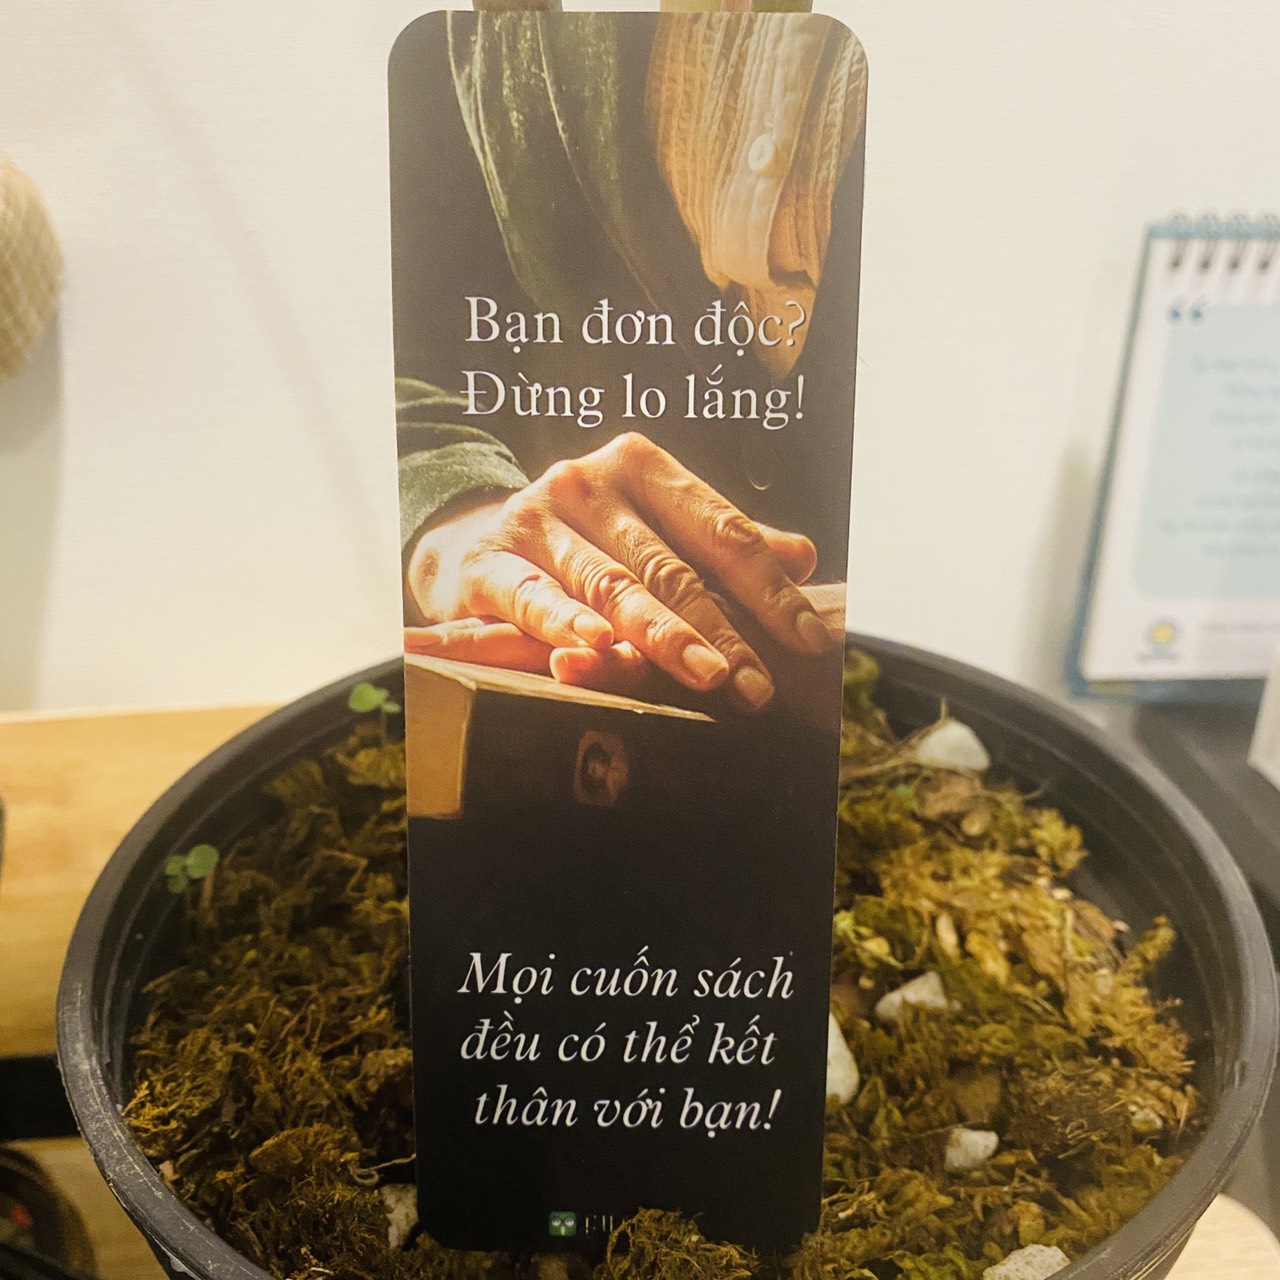 Bạn đơn độc?
Đừng lo lắng!
Mọi cuốn sách
đều có thể kết
thân với bạn!